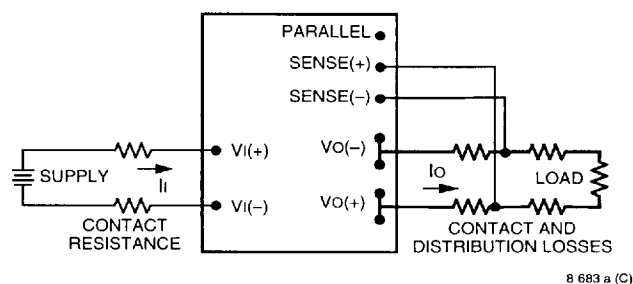 PARALLEL
SENSE(+)
SENSE(–)
VI(+)
VO(–)
SUPPLY
II
IO
LOAD
VI(–)
VO(+)
CONTACT
RESISTANCE
CONTACT AND
DISTRIBUTION LOSSES
8 683 a (C)